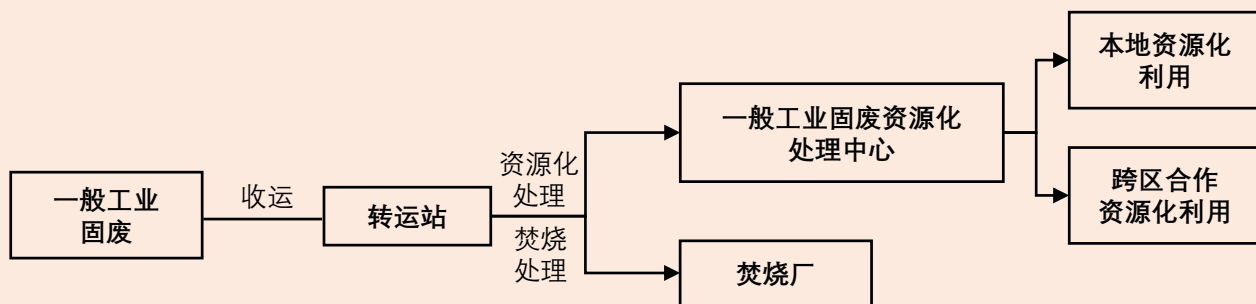 一般工业
固废
收运
转运站
资源化
处理
焚烧
处理
一般工业固废资源化
处理中心
焚烧厂
本地资源化
利用
跨区合作
资源化利用